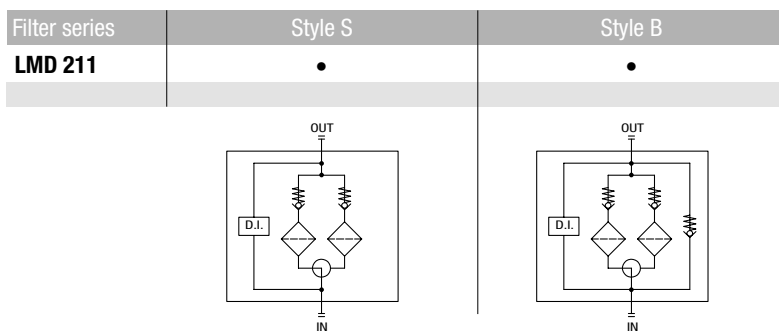 Filter series Style S Style B
LMD 211 • •
OUT OUT
D.I. D.I.
IN IN